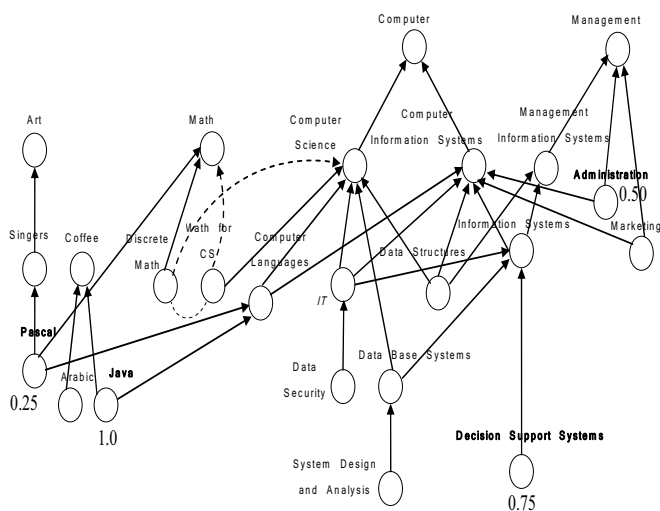 Computer
Management
Art
Math
Computer
Science
Computer
Information Systems
Management
Information Systems
Administration
0.50
Singers
Coffee
Discrete
Math
Math for
CS
Computer
Languages
Data Structures
Information Systems
Marketing
IT
Pascal
0.25
Arabic
Java
1.0
Data
Security
Data Base Systems
Decision Support Systems
0.75
System Design
and Analysis